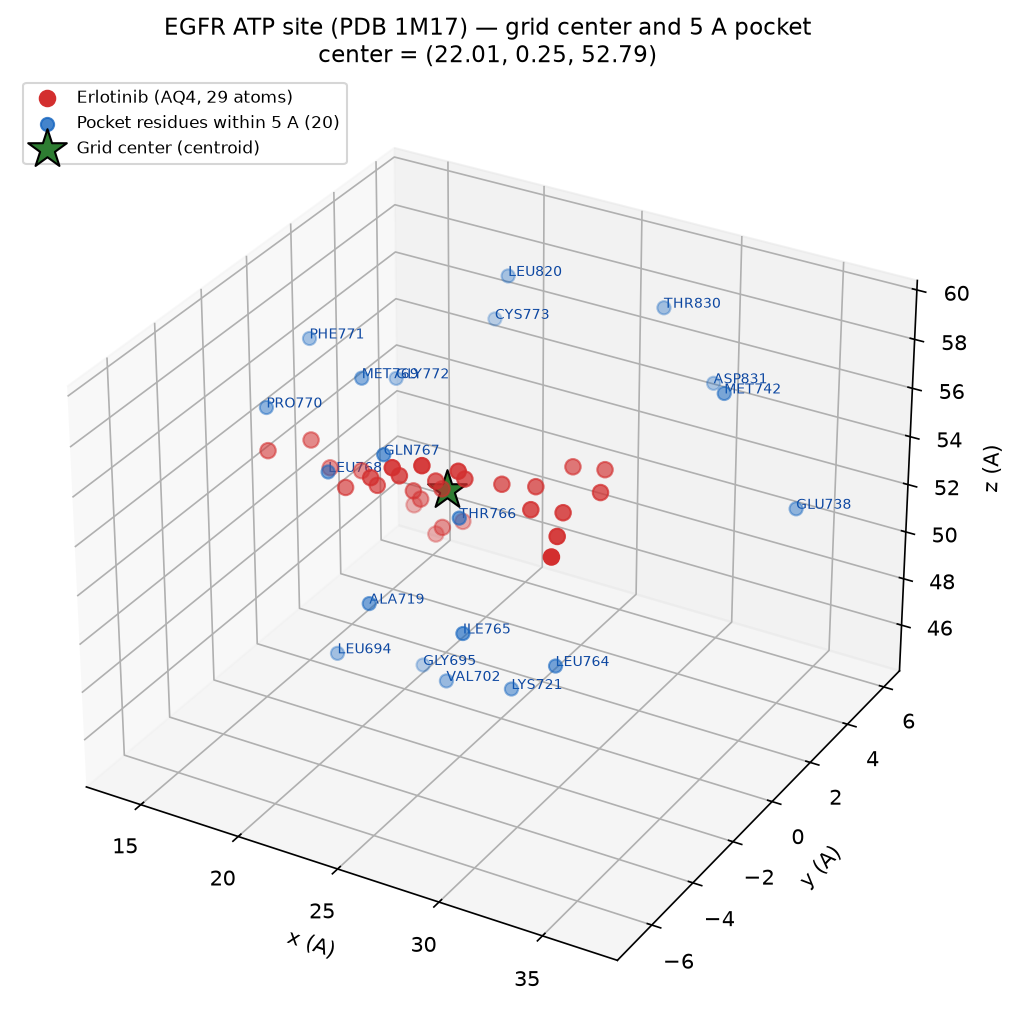 EGFR ATP site (PDB 1M17) — grid center and 5 A pocket
center = (22.01, 0.25, 52.79)
Erlotinib (AQ4, 29 atoms)
Pocket residues within 5 A (20)
Grid center (centroid)
LEU820
THR830
CYS773
PHE771
MET769
GLY772
ASP831
MET742
PRO770
GLN767
LEU768
GLU738
THR766
ALA719
ILE765
LEU694
GLY695
LEU764
VAL702
LYS721
60
58
56
54
52
50
48
46
z (A)
6
4
2
0
−2
−4
−6
y (A)
15
20
25
30
35
x (A)